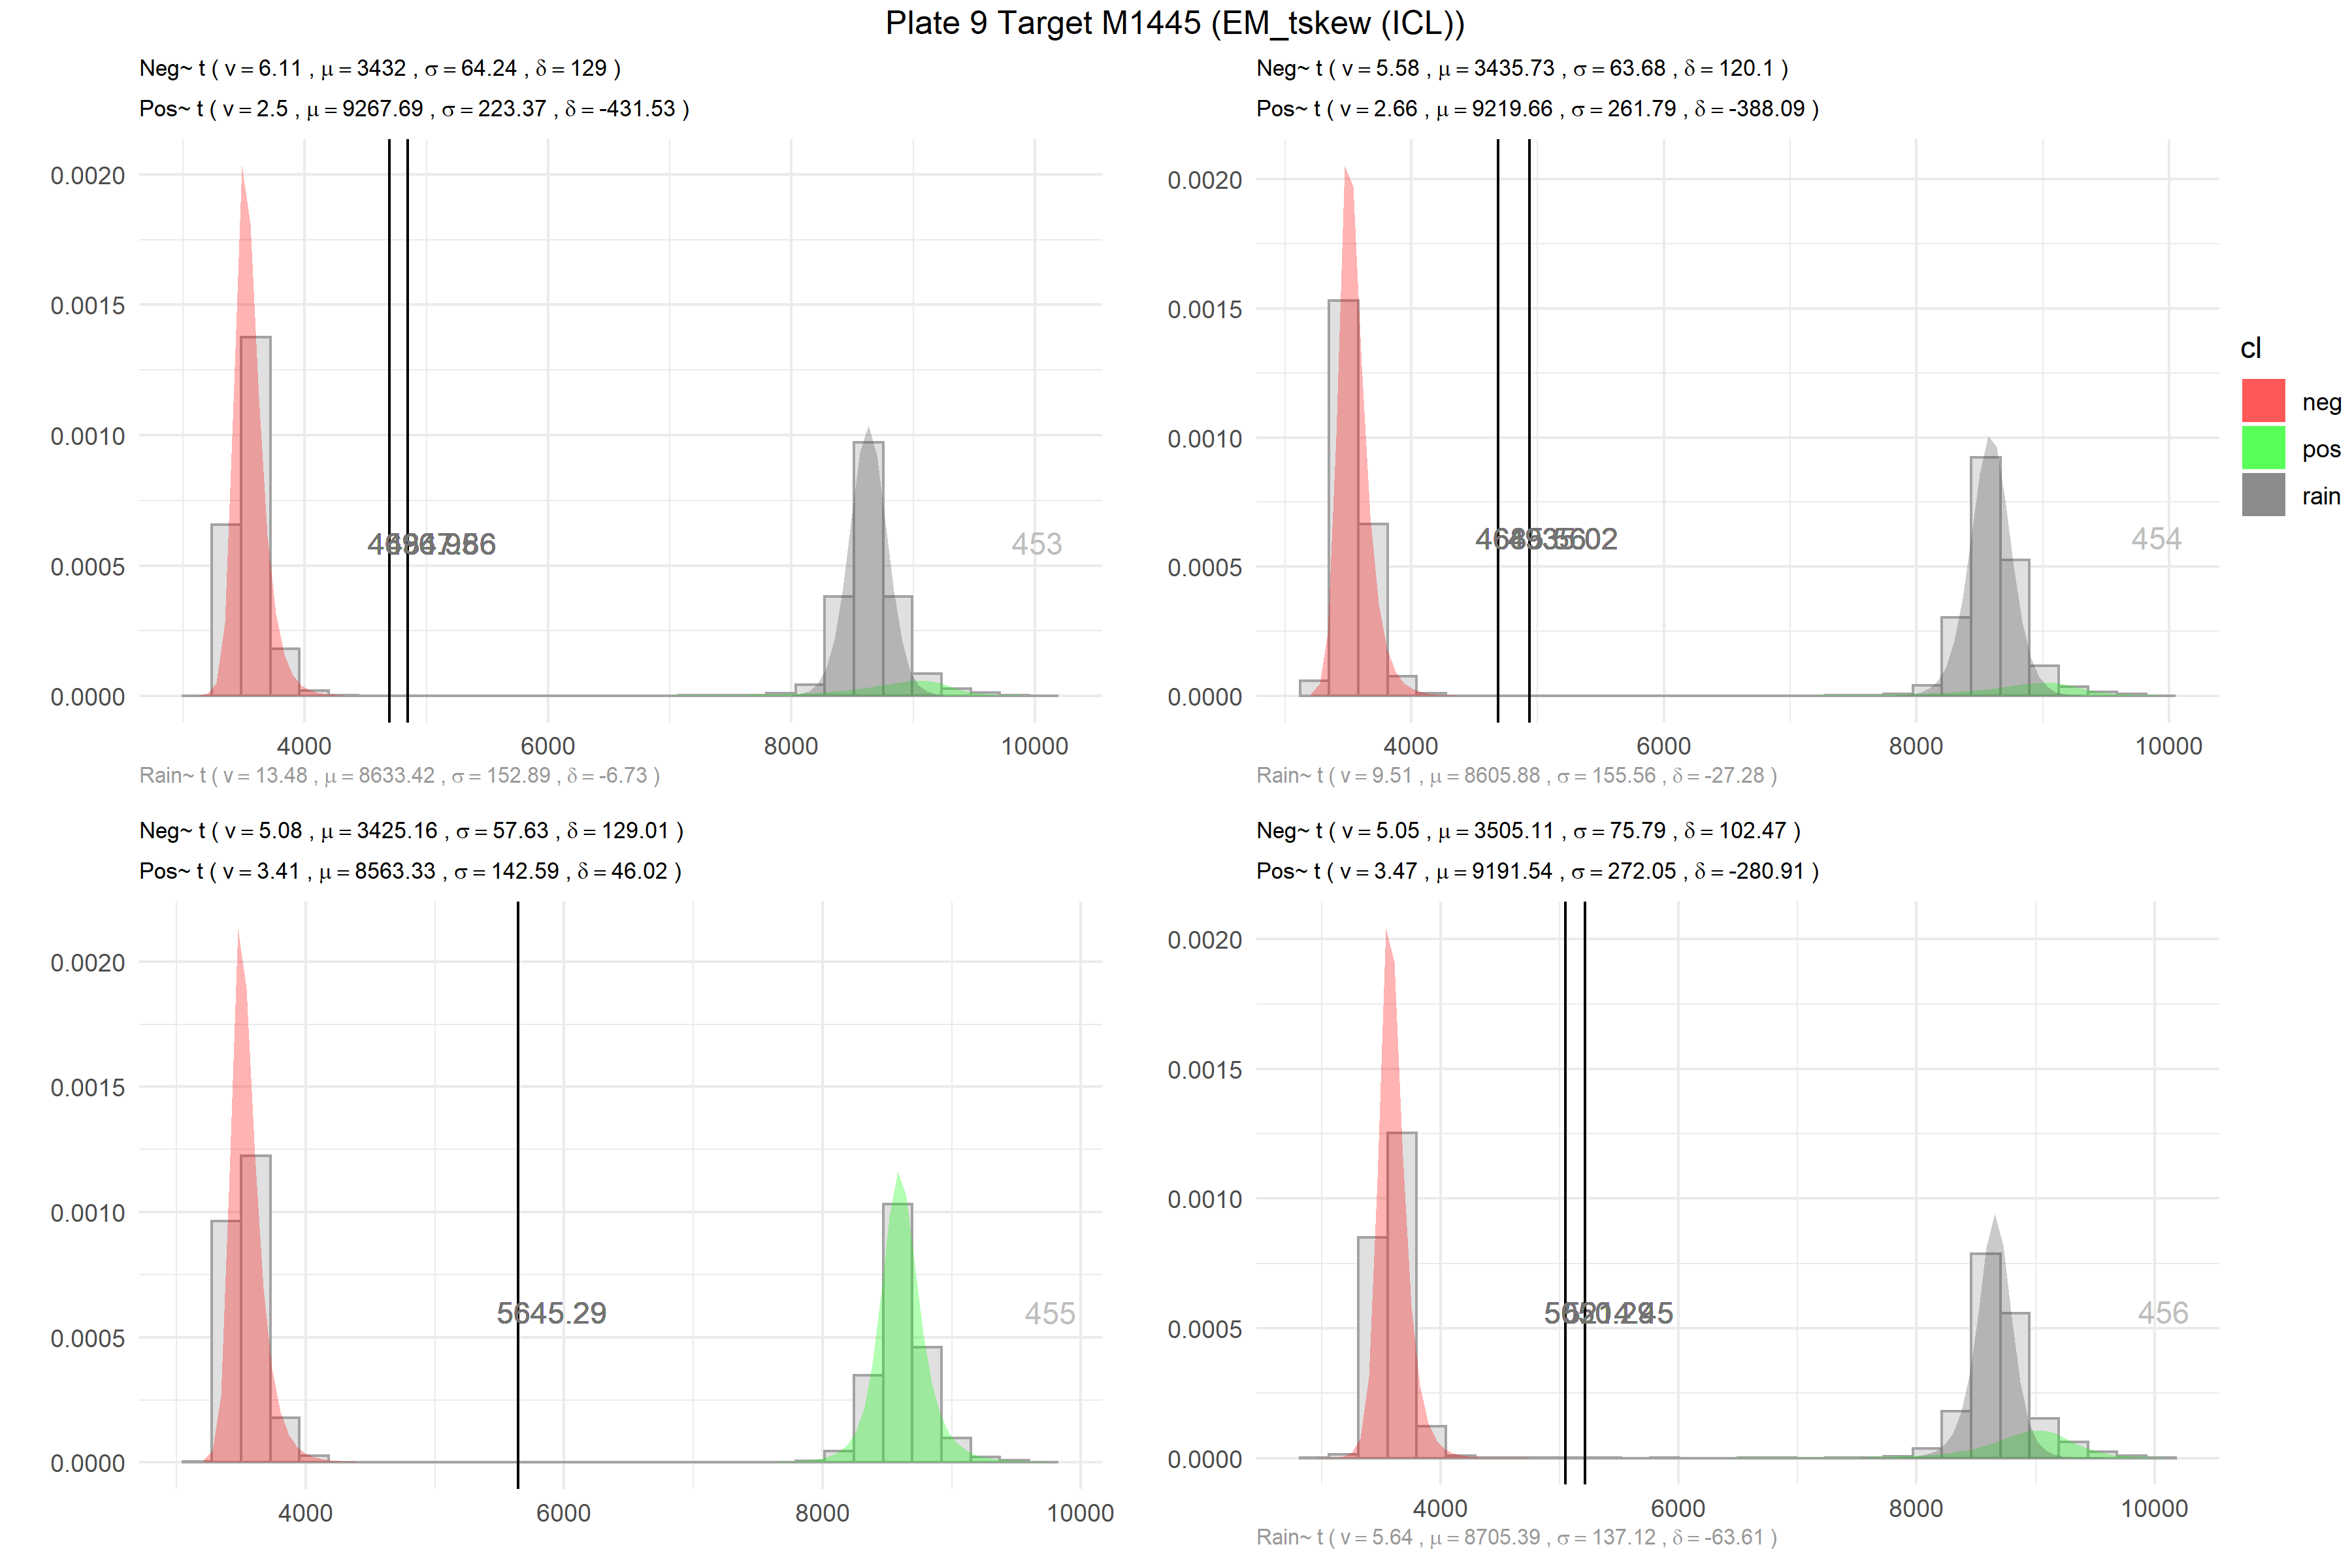 Plate 9 Target M1445 (EM_tskew (ICL))
Neg~ t ( v = 6.11 , μ = 3432 , σ = 64.24 , δ = 129 )
Pos~ t ( v = 2.5 , μ = 9267.69 , σ = 223.37 , δ = -431.53 )
0.0020
0.0015
0.0010
0.0005
0.0000
453
4000 6000 8000 10000
Rain~ t ( v = 13.48 , μ = 8633.42 , σ = 152.89 , δ = -6.73 )
Neg~ t ( v = 5.58 , μ = 3435.73 , σ = 63.68 , δ = 120.1 )
Pos~ t ( v = 2.66 , μ = 9219.66 , σ = 261.79 , δ = -388.09 )
0.0020
0.0015
0.0010
0.0005
0.0000
454
4000 6000 8000 10000
Rain~ t ( v = 9.51 , μ = 8605.88 , σ = 155.56 , δ = -27.28 )
cl
neg
pos
rain
Neg~ t ( v = 5.08 , μ = 3425.16 , σ = 57.63 , δ = 129.01 )
Pos~ t ( v = 3.41 , μ = 8563.33 , σ = 142.59 , δ = 46.02 )
0.0020
0.0015
0.0010
0.0005
0.0000
5645.29
455
4000 6000 8000 10000
Neg~ t ( v = 5.05 , μ = 3505.11 , σ = 75.79 , δ = 102.47 )
Pos~ t ( v = 3.47 , μ = 9191.54 , σ = 272.05 , δ = -280.91 )
0.0020
0.0015
0.0010
0.0005
0.0000
456
4000 6000 8000 10000
Rain~ t ( v = 5.64 , μ = 8705.39 , σ = 137.12 , δ = -63.61 )